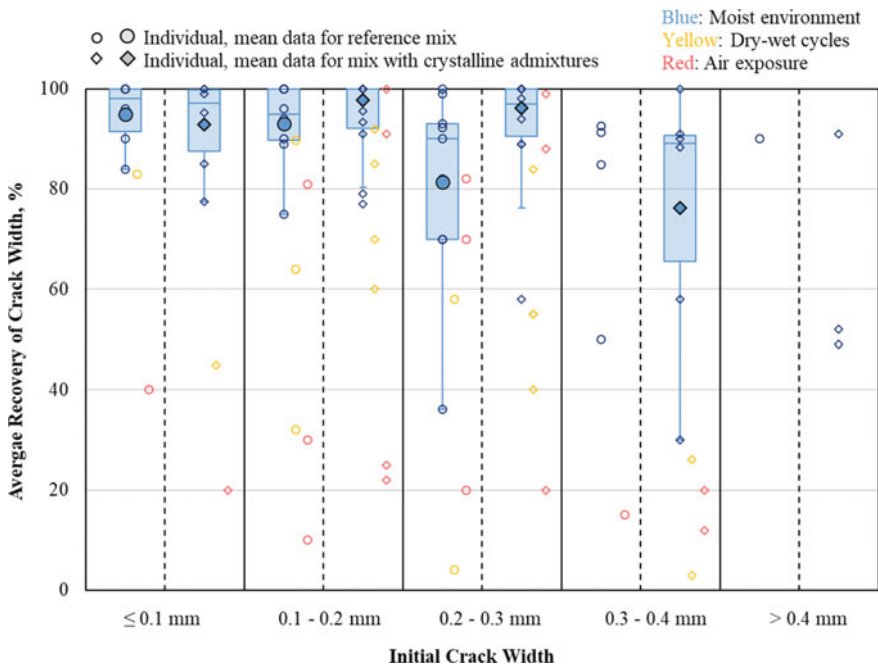 Individual, mean data for reference mix
Individual, mean data for mix with crystalline admixtures
Blue: Moist environment
Yellow: Dry-wet cycles
Red: Air exposure
Avergae Recovery of Crack Width, %
100
80
60
40
20
0
≤ 0.1 mm
0.1 - 0.2 mm
0.2 - 0.3 mm
0.3 - 0.4 mm
> 0.4 mm
Initial Crack Width